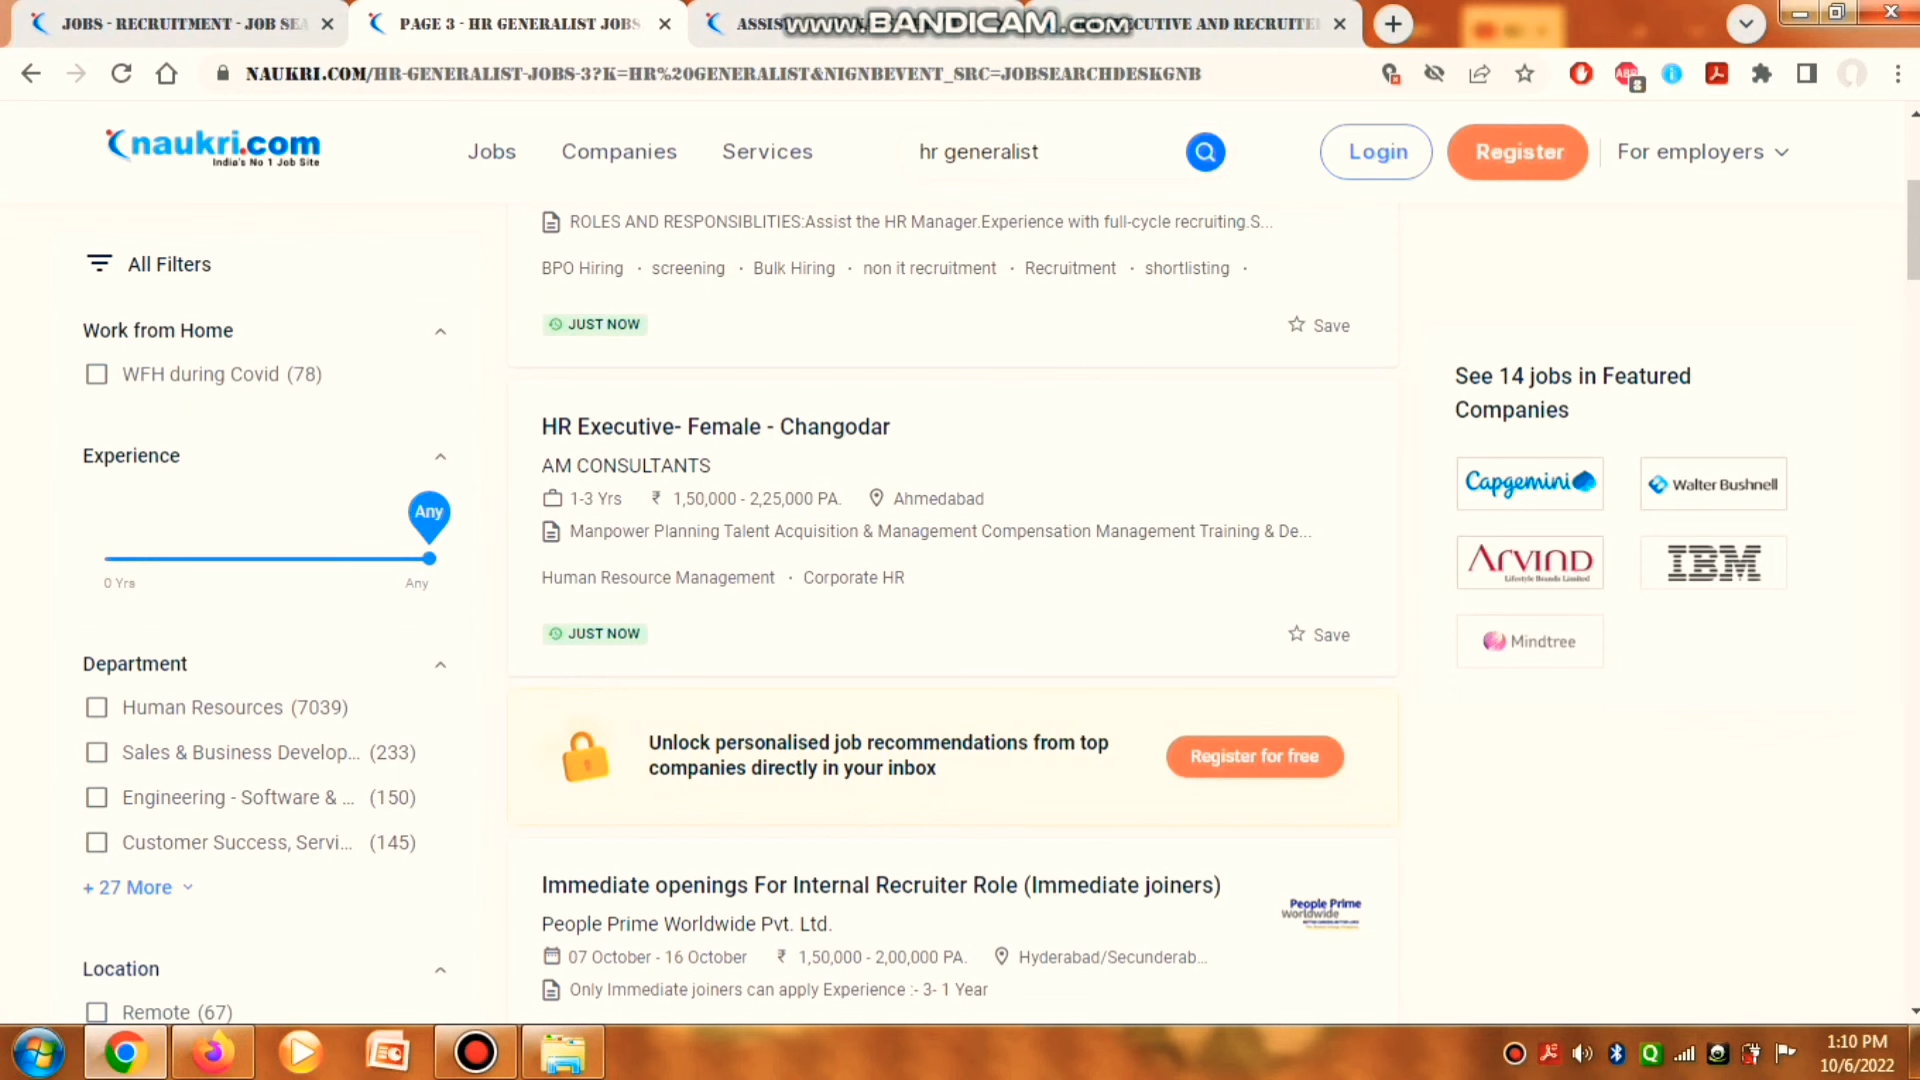 JOBS - RECRUITMENT - JOB SEA
PAGE 3 - HR GENERALIST JOBS
ASSIS
www.BANDICAM.com
ECUTIVE AND RECRUITE
NAUKRI.COM/HR-GENERALIST-JOBS-3?K=HR%20GENERALIST&NIGNBEVENT_SRC=JOBSEARCHDESKGNB
ABP
8
naukri.com
India's No 1 Job Site
Jobs
Companies
Services
hr generalist
Login
Register
For employers
All Filters
Work from Home
WFH during Covid (78)
Experience
Any
0 Yrs
Any
Department
Human Resources (7039)
Sales & Business Develop... (233)
Engineering - Software & ... (150)
Customer Success, Servi... (145)
+ 27 More
Location
Remote (67)
ROLES AND RESPONSIBLITIES:Assist the HR Manager.Experience with full-cycle recruiting.S...
BPO Hiring · screening · Bulk Hiring · non it recruitment · Recruitment · shortlisting ·
JUST NOW
Save
HR Executive- Female - Changodar
AM CONSULTANTS
1-3 Yrs ₹ 1,50,000 - 2,25,000 PA. Ahmedabad
Manpower Planning Talent Acquisition & Management Compensation Management Training & De...
Human Resource Management · Corporate HR
JUST NOW
Save
Unlock personalised job recommendations from top
companies directly in your inbox
Register for free
Immediate openings For Internal Recruiter Role (Immediate joiners)
People Prime Worldwide Pvt. Ltd.
07 October - 16 October ₹ 1,50,000 - 2,00,000 PA. Hyderabad/Secunderab...
Only Immediate joiners can apply Experience :- 3- 1 Year
People Prime
Worldwide
See 14 jobs in Featured
Companies
Capgemini
Walter Bushnell
ARVIND
Lifestyle Brands Limited
IBM
Mindtree
1:10 PM
10/6/2022